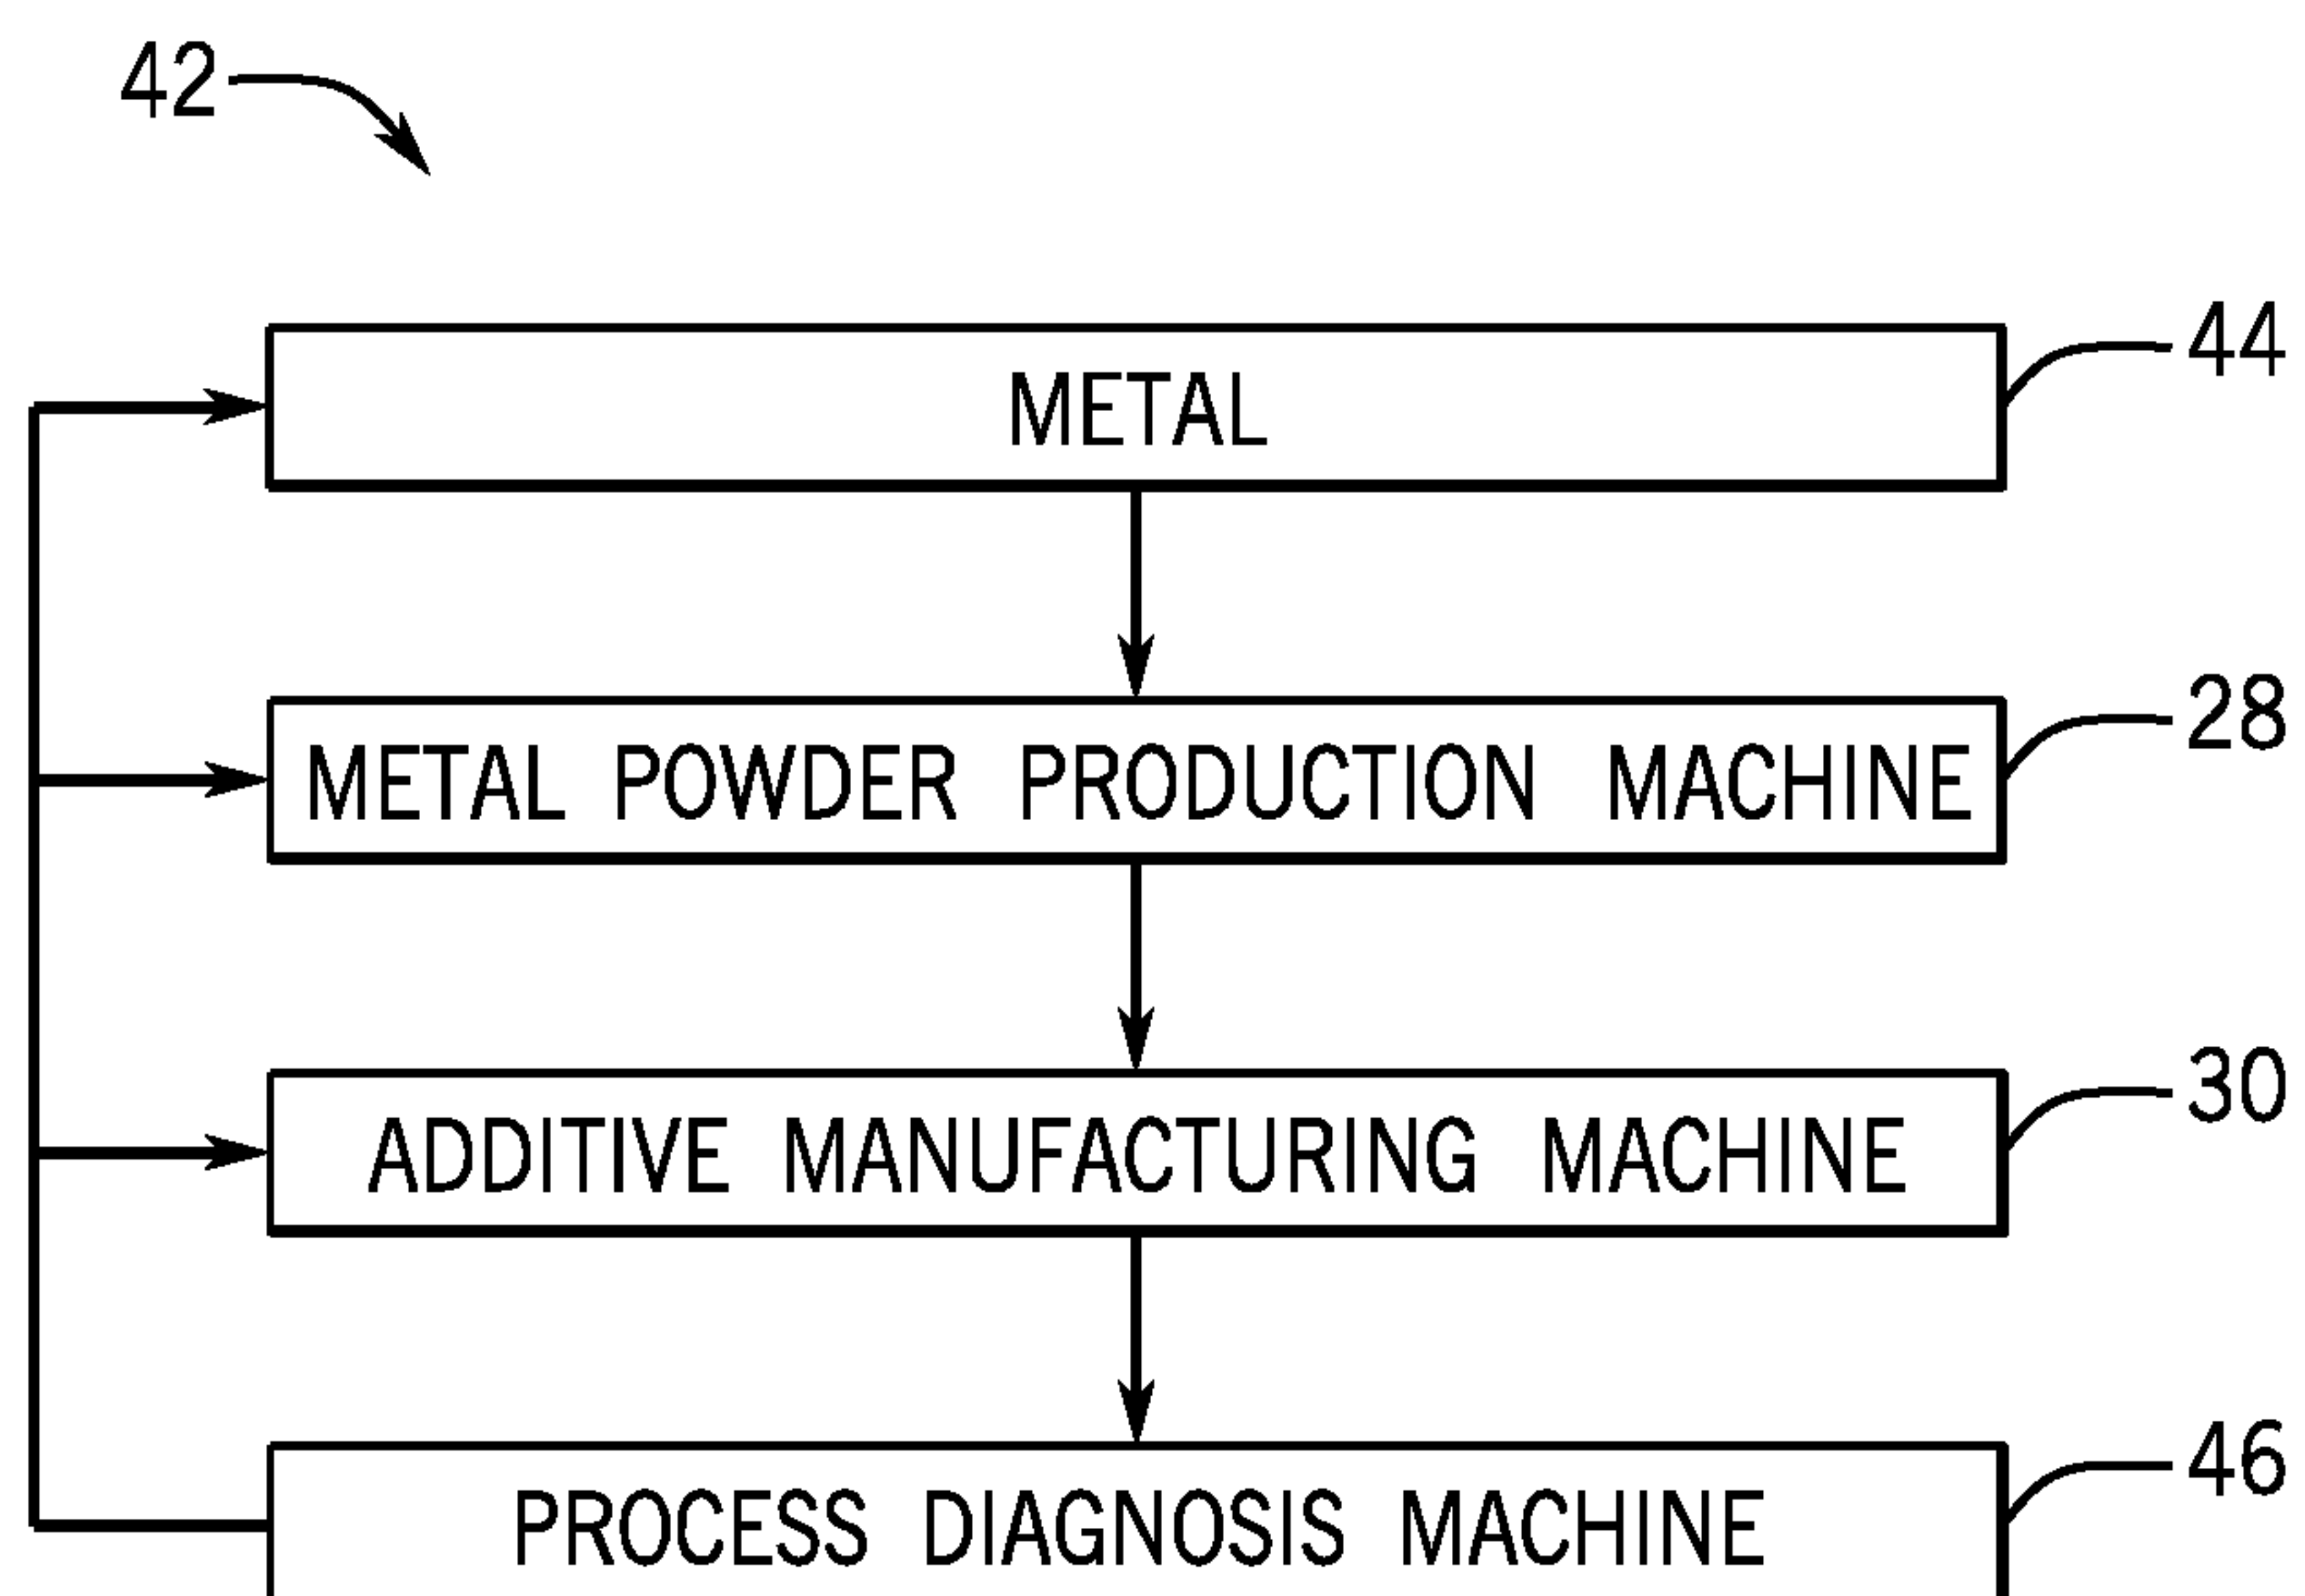 42
METAL
44
METAL POWDER PRODUCTION MACHINE
28
ADDITIVE MANUFACTURING MACHINE
30
PROCESS DIAGNOSIS MACHINE
46